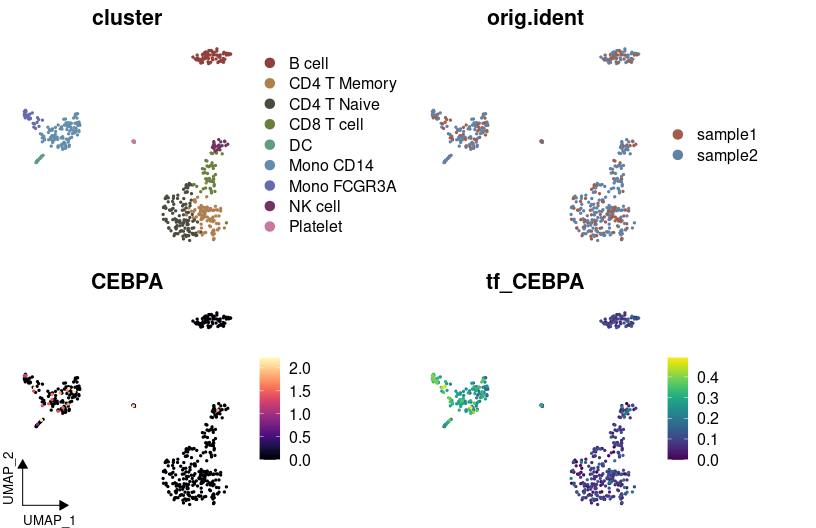 cluster
B cell
CD4 T Memory
CD4 T Naive
CD8 T cell
DC
Mono CD14
Mono FCGR3A
NK cell
Platelet
orig.ident
sample1
sample2
CEBPA
2.0
1.5
1.0
0.5
0.0
UMAP_2
UMAP_1
tf_CEBPA
0.4
0.3
0.2
0.1
0.0